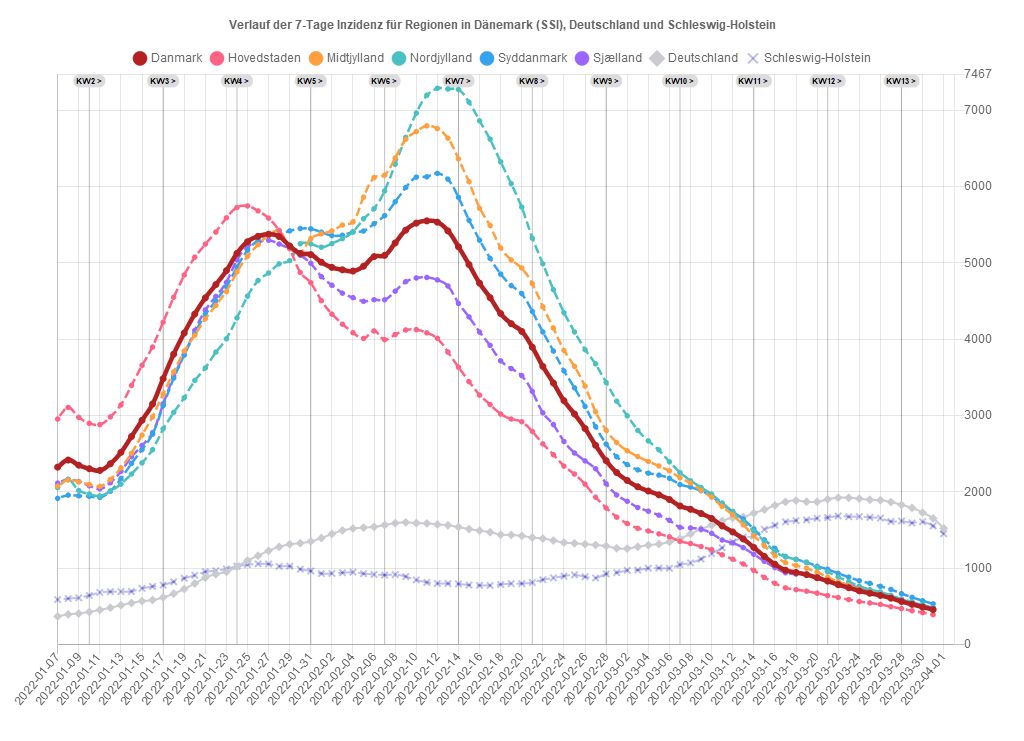 Verlauf der 7-Tage Inzidenz für Regionen in Dänemark (SSI), Deutschland und Schleswig-Holstein
Danmark Hovedstaden Midtjylland Nordjylland Syddanmark Sjælland Deutschland Schleswig-Holstein
KW2 > KW3 > KW4 > KW5 > KW6 > KW7 > KW8 > KW9 > KW10 > KW11 > KW12 > KW13 >
7467
7000
6000
5000
4000
3000
2000
1000
0
2022-01-07 2022-01-09 2022-01-11 2022-01-13 2022-01-15 2022-01-17 2022-01-19 2022-01-21 2022-01-23 2022-01-25 2022-01-27 2022-01-29 2022-01-31 2022-02-02 2022-02-04 2022-02-06 2022-02-08 2022-02-10 2022-02-12 2022-02-14 2022-02-16 2022-02-18 2022-02-20 2022-02-22 2022-02-24 2022-02-26 2022-02-28 2022-03-02 2022-03-04 2022-03-06 2022-03-08 2022-03-10 2022-03-12 2022-03-14 2022-03-16 2022-03-18 2022-03-20 2022-03-22 2022-03-24 2022-03-26 2022-03-28 2022-03-30 2022-04-01